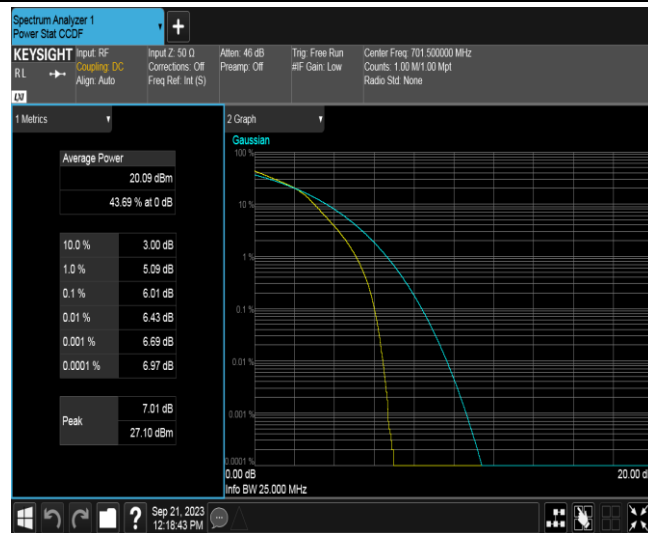 Spectrum Analyzer 1
Power Stat CCDF
KEYSIGHT
RL
LXI
Input: RF
Coupling: DC
Align: Auto
Input Z: 50 Ω
Corrections: Off
Freq Ref: Int (S)
Atten: 46 dB
Preamp: Off
Trig: Free Run
#IF Gain: Low
Center Freq: 701.500000 MHz
Counts: 1.00 M/1.00 Mpt
Radio Std: None
1 Metrics
Average Power
20.09 dBm
43.69 % at 0 dB
10.0 % 3.00 dB
1.0 % 5.09 dB
0.1 % 6.01 dB
0.01 % 6.43 dB
0.001 % 6.69 dB
0.0001 % 6.97 dB
Peak
7.01 dB
27.10 dBm
2 Graph
Gaussian
100 %
10 %
1 %
0.1 %
0.01 %
0.001 %
0.0001 %
0.00 dB
20.00 d
Info BW 25.000 MHz
?
Sep 21, 2023
12:18:43 PM